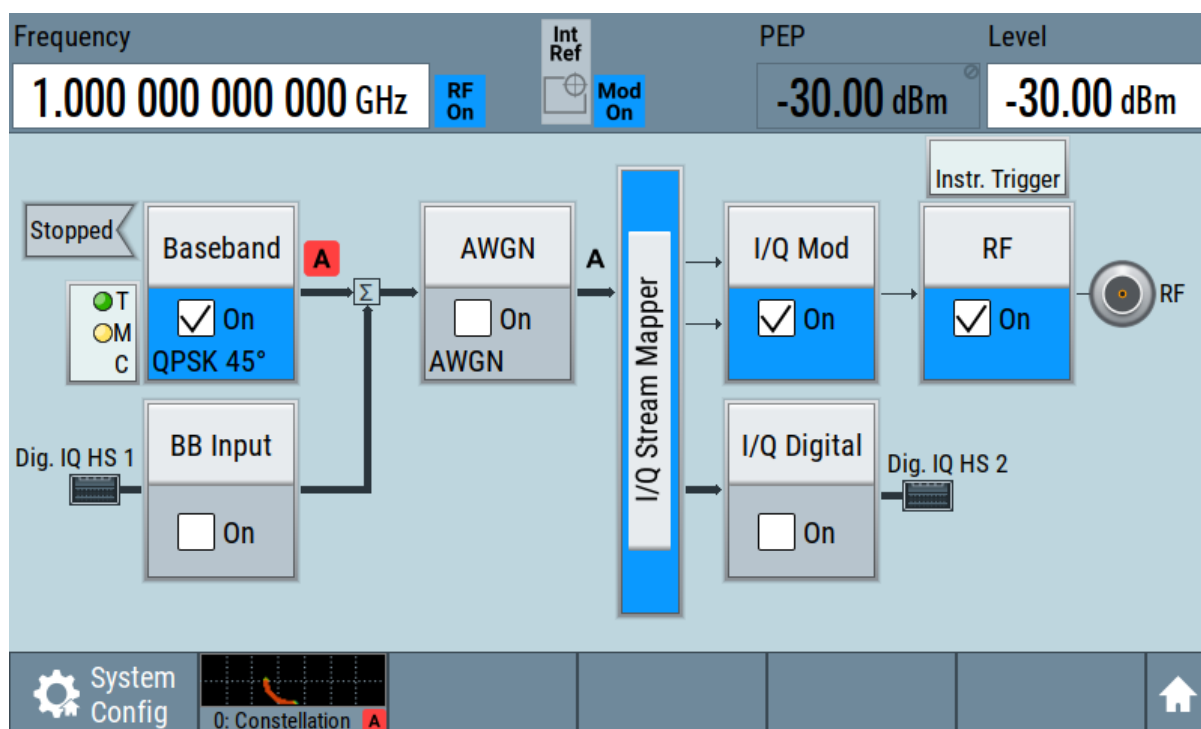 Frequency
Int
Ref
PEP
Level
1.000 000 000 000 GHz
RF
On
Mod
On
-30.00 dBm
-30.00 dBm
Instr. Trigger
Stopped
Baseband
A
AWGN
A
I/Q Stream Mapper
I/Q Mod
RF
T
M
C
On
QPSK 45°
Σ
On
AWGN
On
On
RF
Dig. IQ HS 1
BB Input
On
I/Q Digital
On
Dig. IQ HS 2
System
Config
0: Constellation A